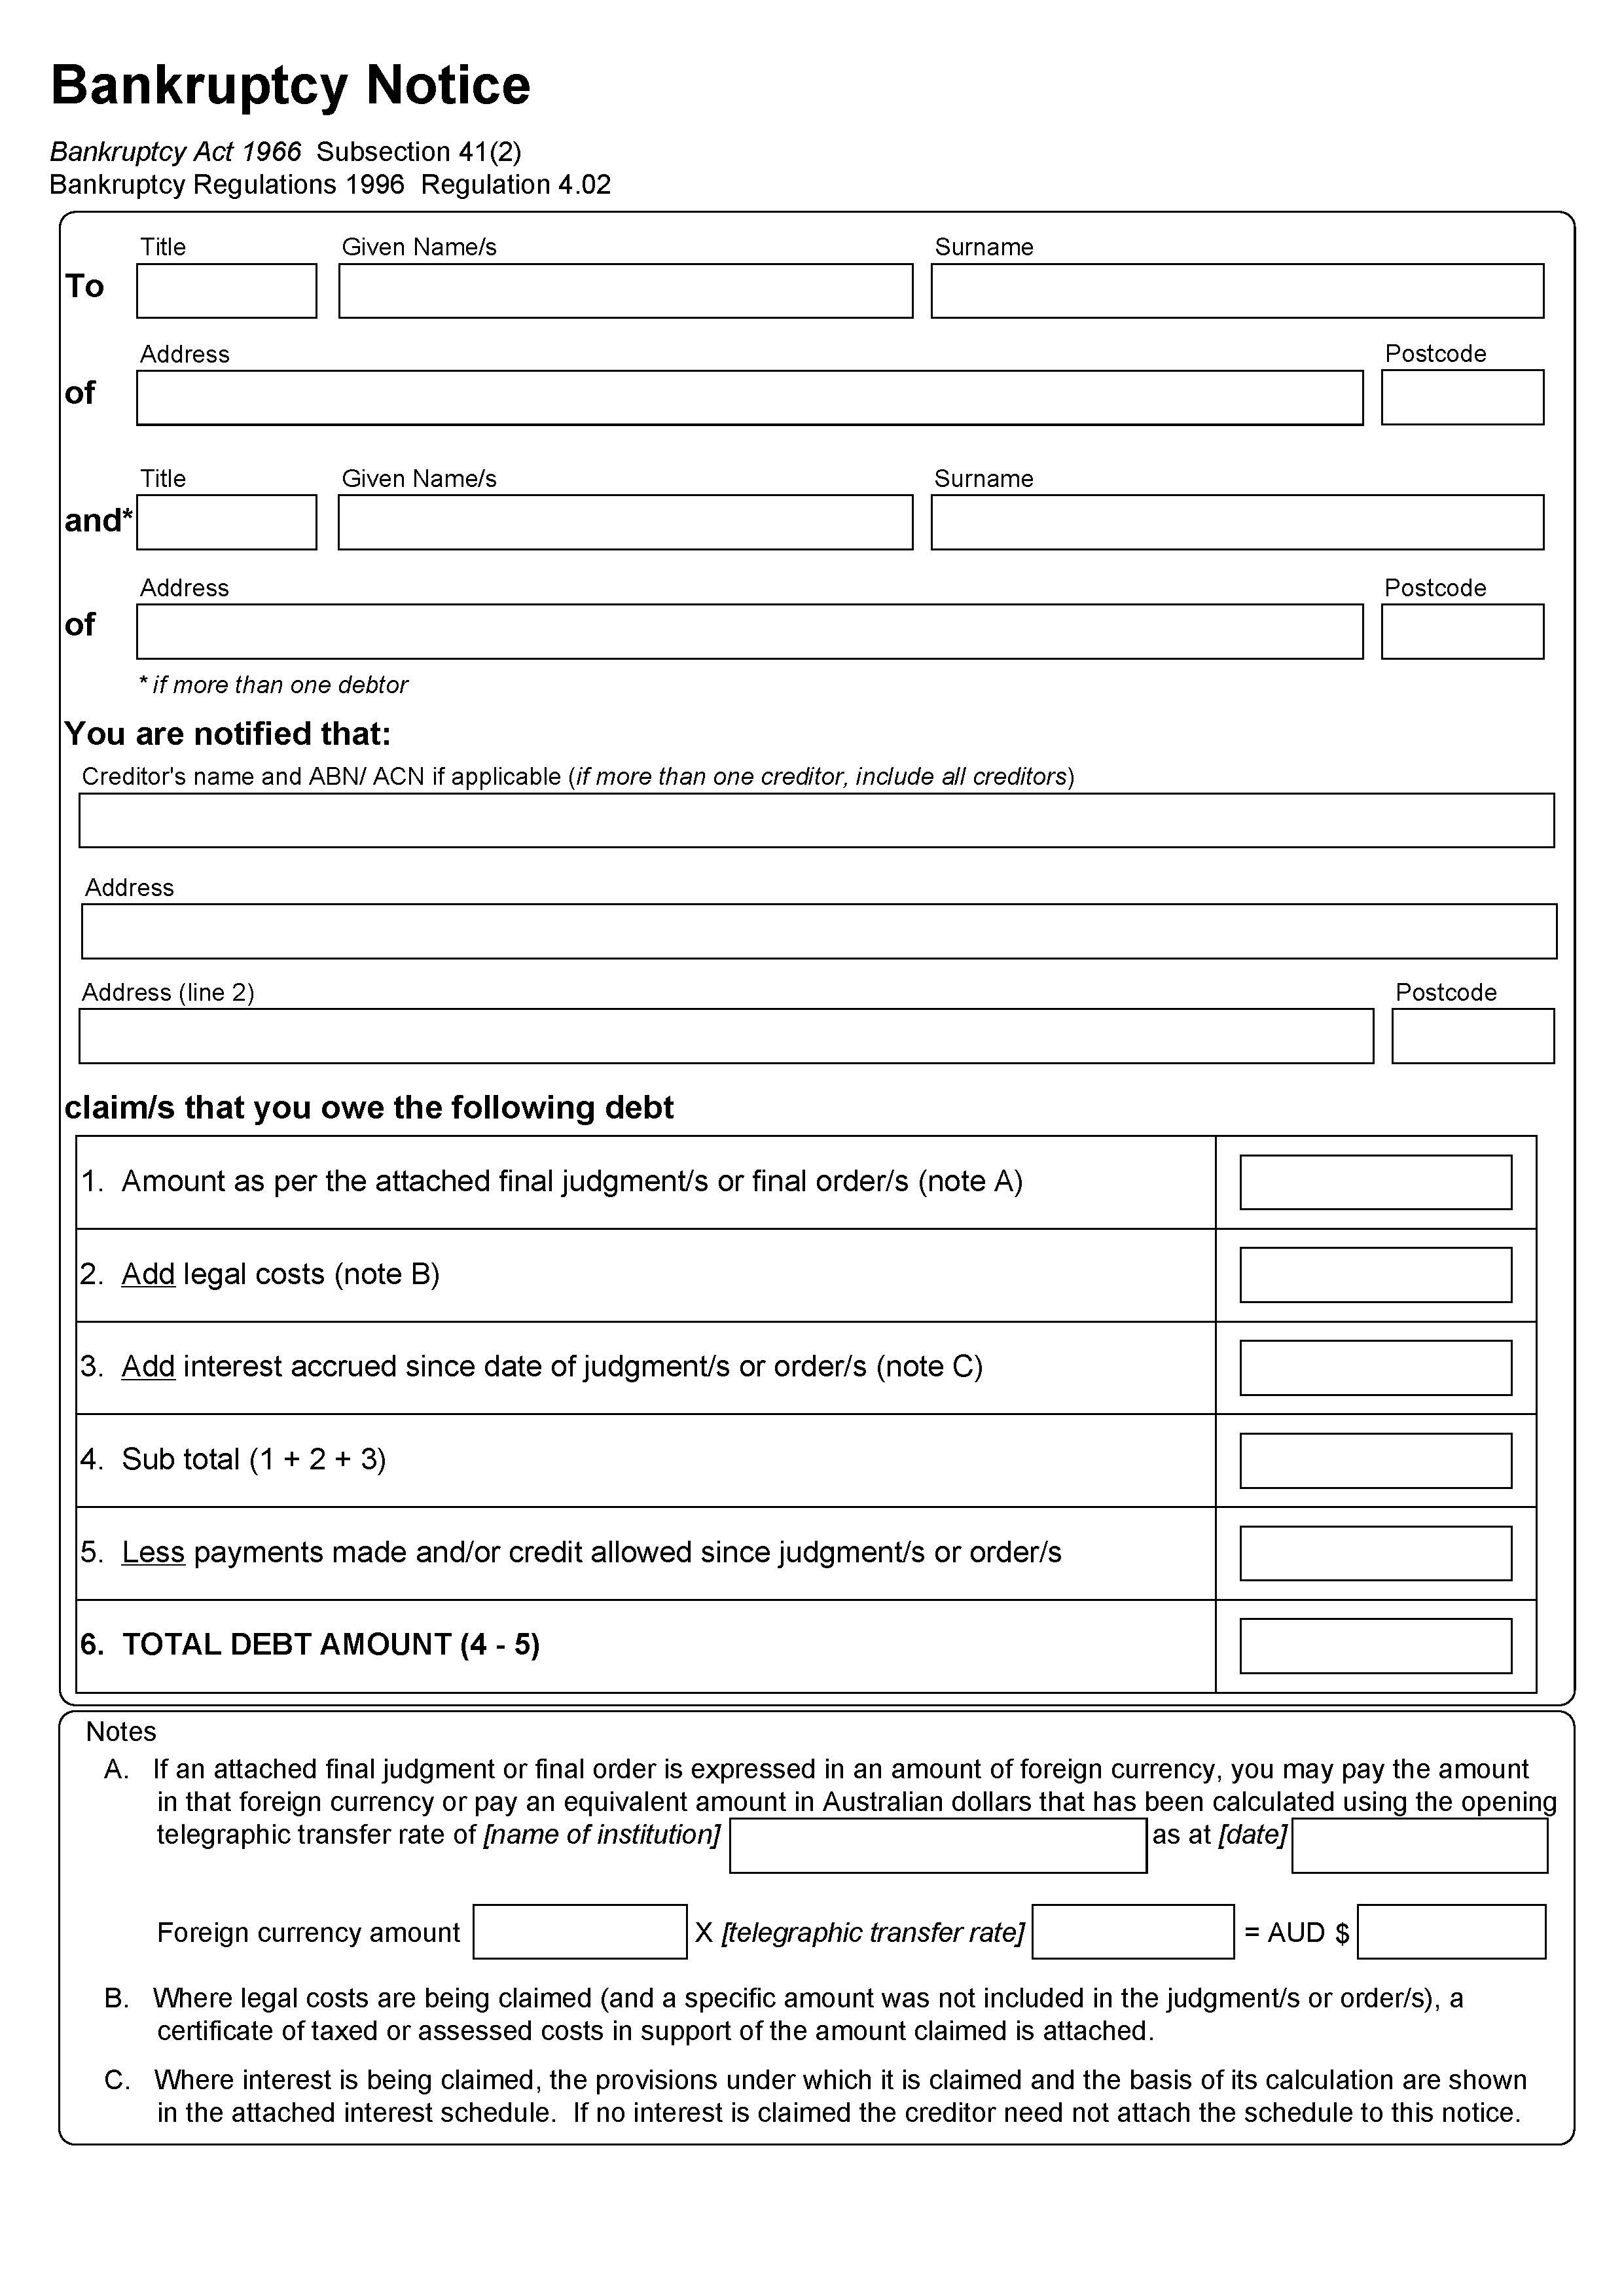 Bankruptcy Notice
Bankruptcy Act 1966  Subsection 41(2)
Bankruptcy Regulations 1996  Regulation 4.02
Title Given Name/s Surname
To
Address Postcode
of
Title Given Name/s Surname
and*
Address Postcode
of
* if more than one debtor
You are notified that:
Creditor's name and ABN/ ACN if applicable (if more than one creditor, include all creditors)
Address
Address (line 2) Postcode
claim/s that you owe the following debt
1. Amount as per the attached final judgment/s or final order/s (note A)
2. Add legal costs (note B)
3. Add interest accrued since date of judgment/s or order/s (note C)
4. Sub total (1 + 2 + 3)
5. Less payments made and/or credit allowed since judgment/s or order/s
6. TOTAL DEBT AMOUNT (4 - 5)
Notes
A. If an attached final judgment or final order is expressed in an amount of foreign currency, you may pay the amount
in that foreign currency or pay an equivalent amount in Australian dollars that has been calculated using the opening
telegraphic transfer rate of [name of institution] as at [date]
Foreign currency amount X [telegraphic transfer rate] = AUD $
B. Where legal costs are being claimed (and a specific amount was not included in the judgment/s or order/s), a
certificate of taxed or assessed costs in support of the amount claimed is attached.
C. Where interest is being claimed, the provisions under which it is claimed and the basis of its calculation are shown
in the attached interest schedule.  If no interest is claimed the creditor need not attach the schedule to this notice.